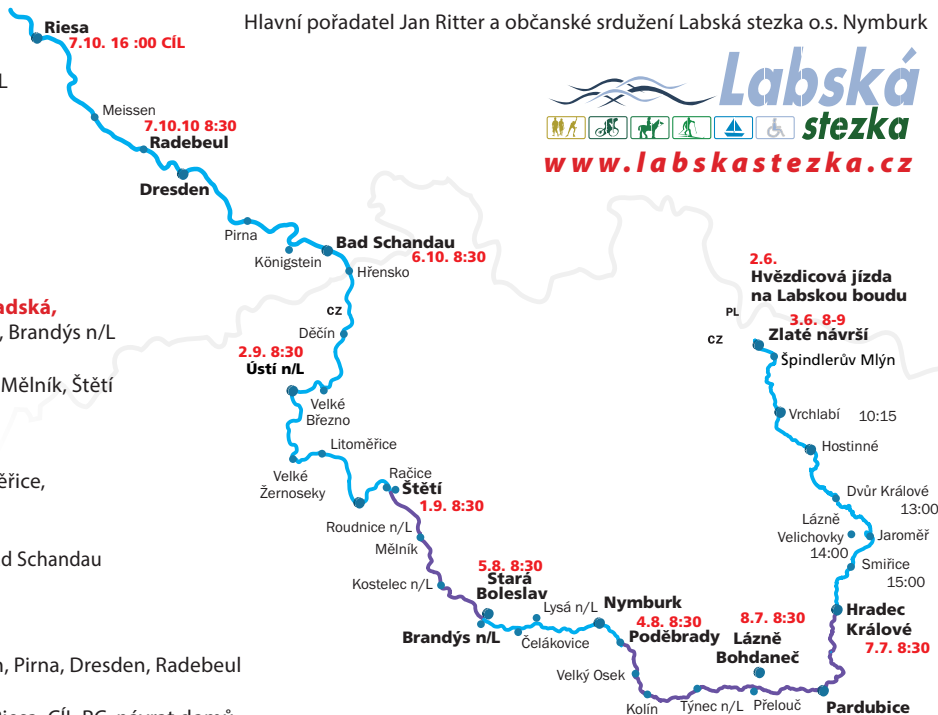 Hlavní pořadatel Jan Ritter a občanské srdužení Labská stezka o.s. Nymburk
Labská
stezka
www.labskastezka.cz
Riesa
7.10. 16 :00 CÍL
L
Meissen
7.10.10 8:30
Radebeul
Dresden
Pirna
Königstein
Bad Schandau
6.10. 8:30
Hřensko
CZ
Děčín
2.9. 8:30
Ústí n/L
Velké
Březno
Litoměřice
Velké
Žernoseky
Račice
Štětí
1.9. 8:30
Roudnice n/L
Mělník
Kostelec n/L
5.8. 8:30
Stará
Boleslav
Brandýs n/L
Lysá n/L
Čelákovice
Nymburk
4.8. 8:30
Poděbrady
Velký Osek
Kolín
Týnec n/L
Přelouč
8.7. 8:30
Lázně
Bohdaneč
Pardubice
Hradec
Králové
7.7. 8:30
Smiřice
15:00
Jaroměř
Lázně
Velichovky
14:00
Dvůr Králové
13:00
Hostinné
Vrchlabí 10:15
Špindlerův Mlýn
Zlaté návrší
3.6. 8-9
2.6.
Hvězdicová jízda
na Labskou boudu
PL
CZ
adská,
, Brandýs n/L
Mělník, Štětí
ěřice,
d Schandau
n, Pirna, Dresden, Radebeul